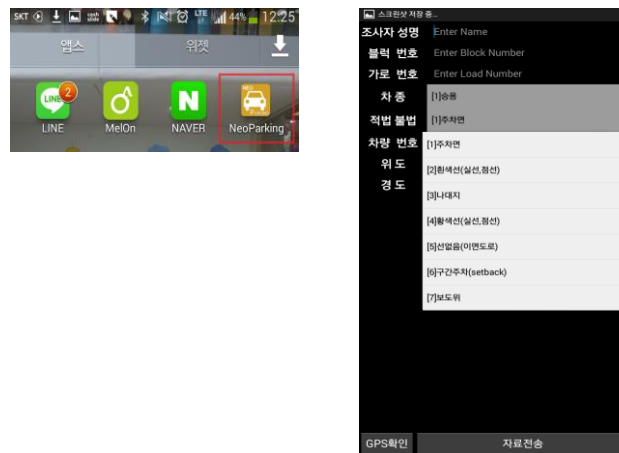 SKT LTE 44% 12:25
앱스 위젯
LINE 2
LINE MelOn NAVER NeoParking
NEO
스크린샷 저장 중...
조사자 성명 Enter Name
블럭 번호 Enter Block Number
가로 번호 Enter Load Number
차 종 [1]승용
적법 불법 [1]주차면
차량 번호 [1]주차면
위 도 [2]흰색선(실선,점선)
경 도 [3]나대지
[4]황색선(실선,점선)
[5]선없음(이면도로)
[6]구간주차(setback)
[7]보도위
GPS확인 자료전송